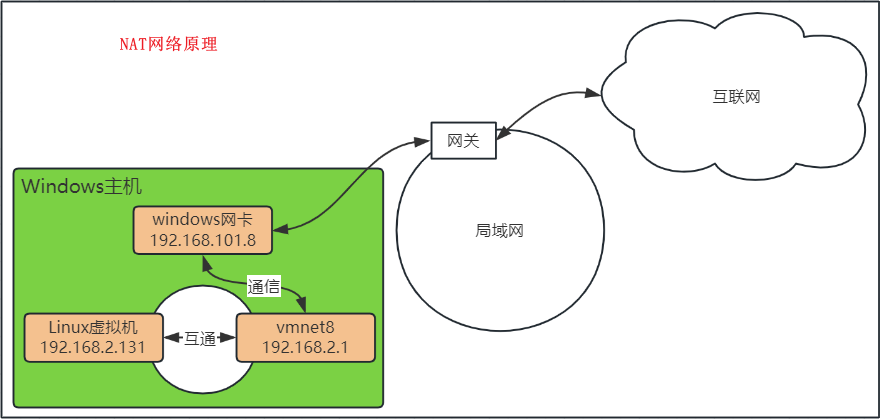 NAT网络原理
互联网
网关
Windows主机
windows网卡
192.168.101.8
局域网
通信
Linux虚拟机
192.168.2.131
互通
vmnet8
192.168.2.1